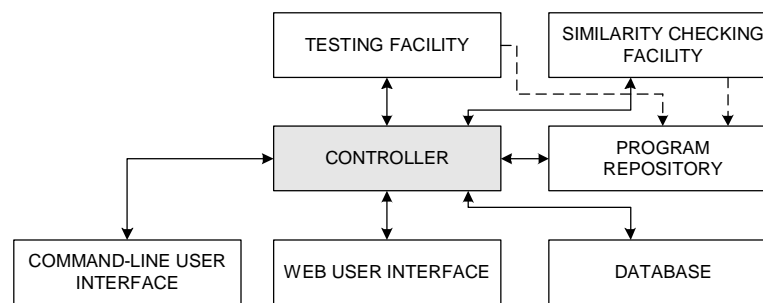 TESTING FACILITY
SIMILARITY CHECKING
FACILITY
CONTROLLER
PROGRAM
REPOSITORY
COMMAND-LINE USER
INTERFACE
WEB USER INTERFACE
DATABASE